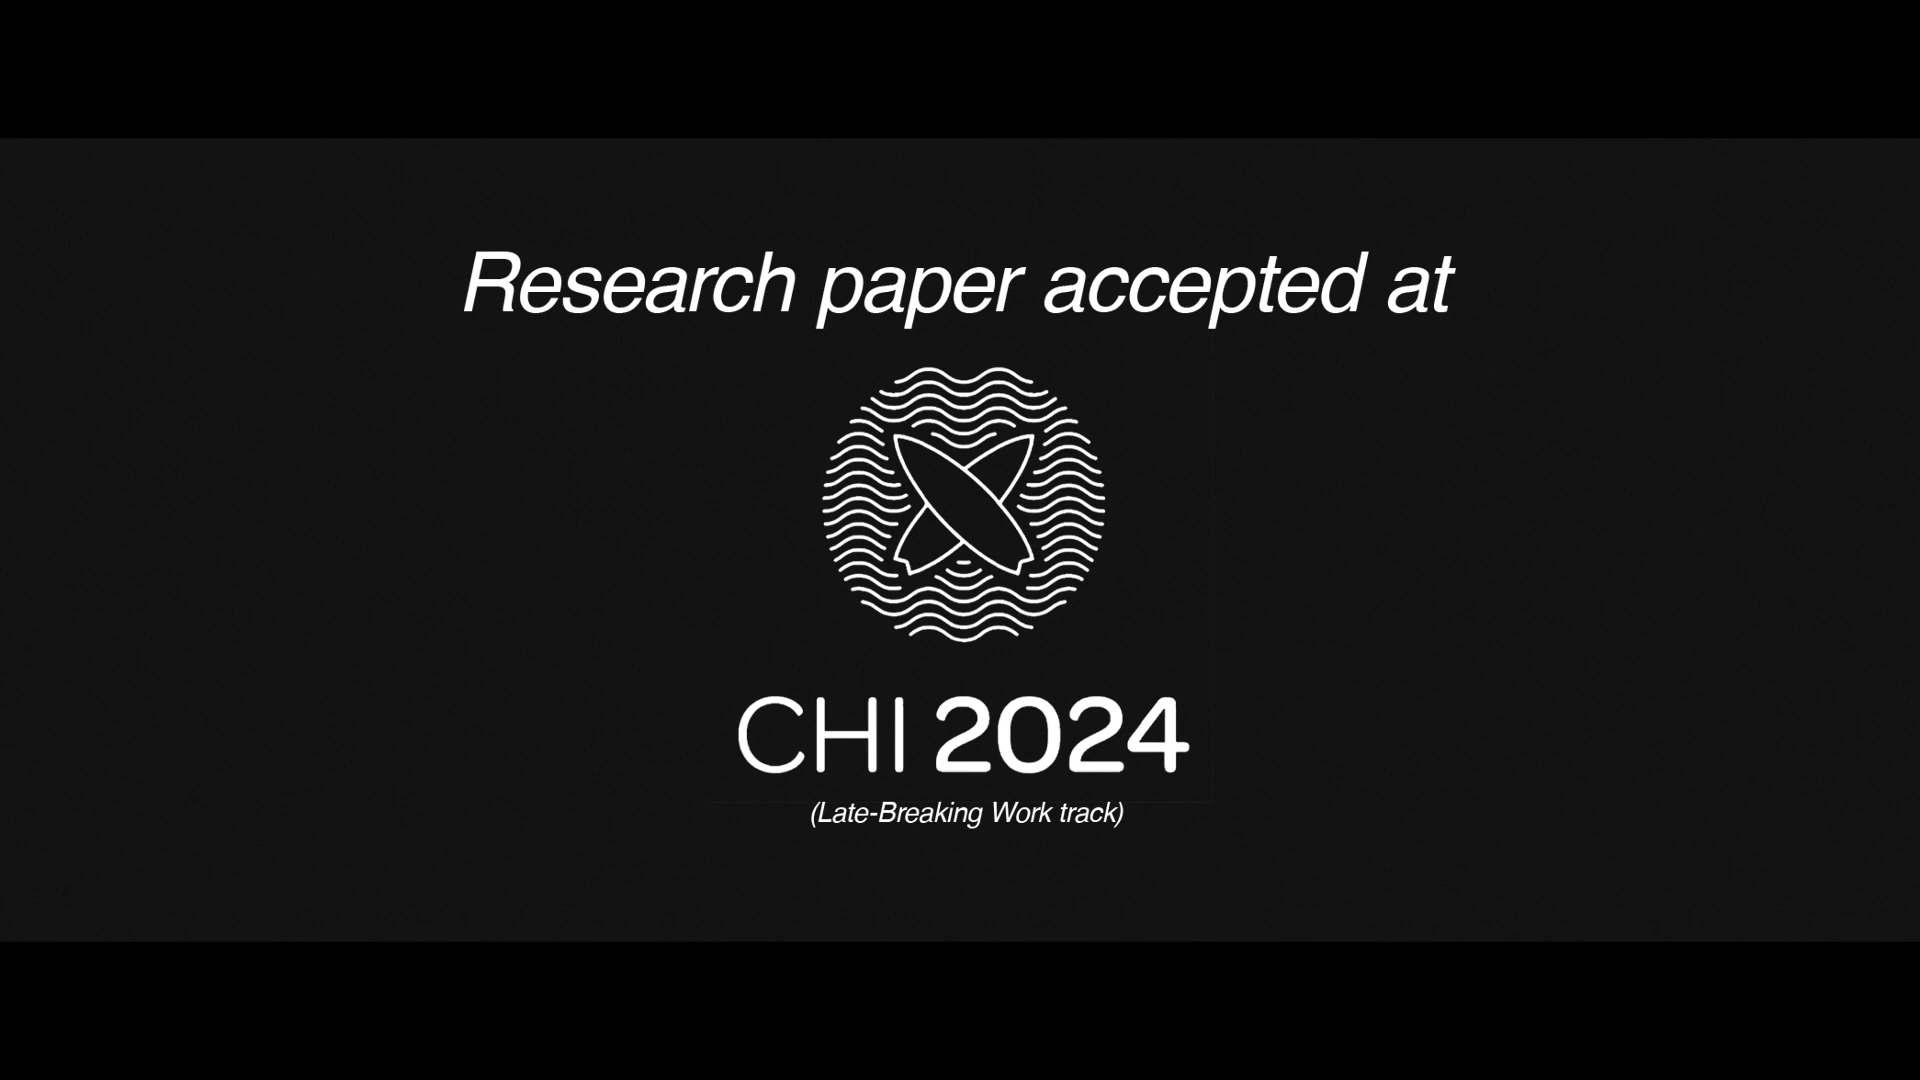 Research paper accepted at
CHI 2024
(Late-Breaking Work track)